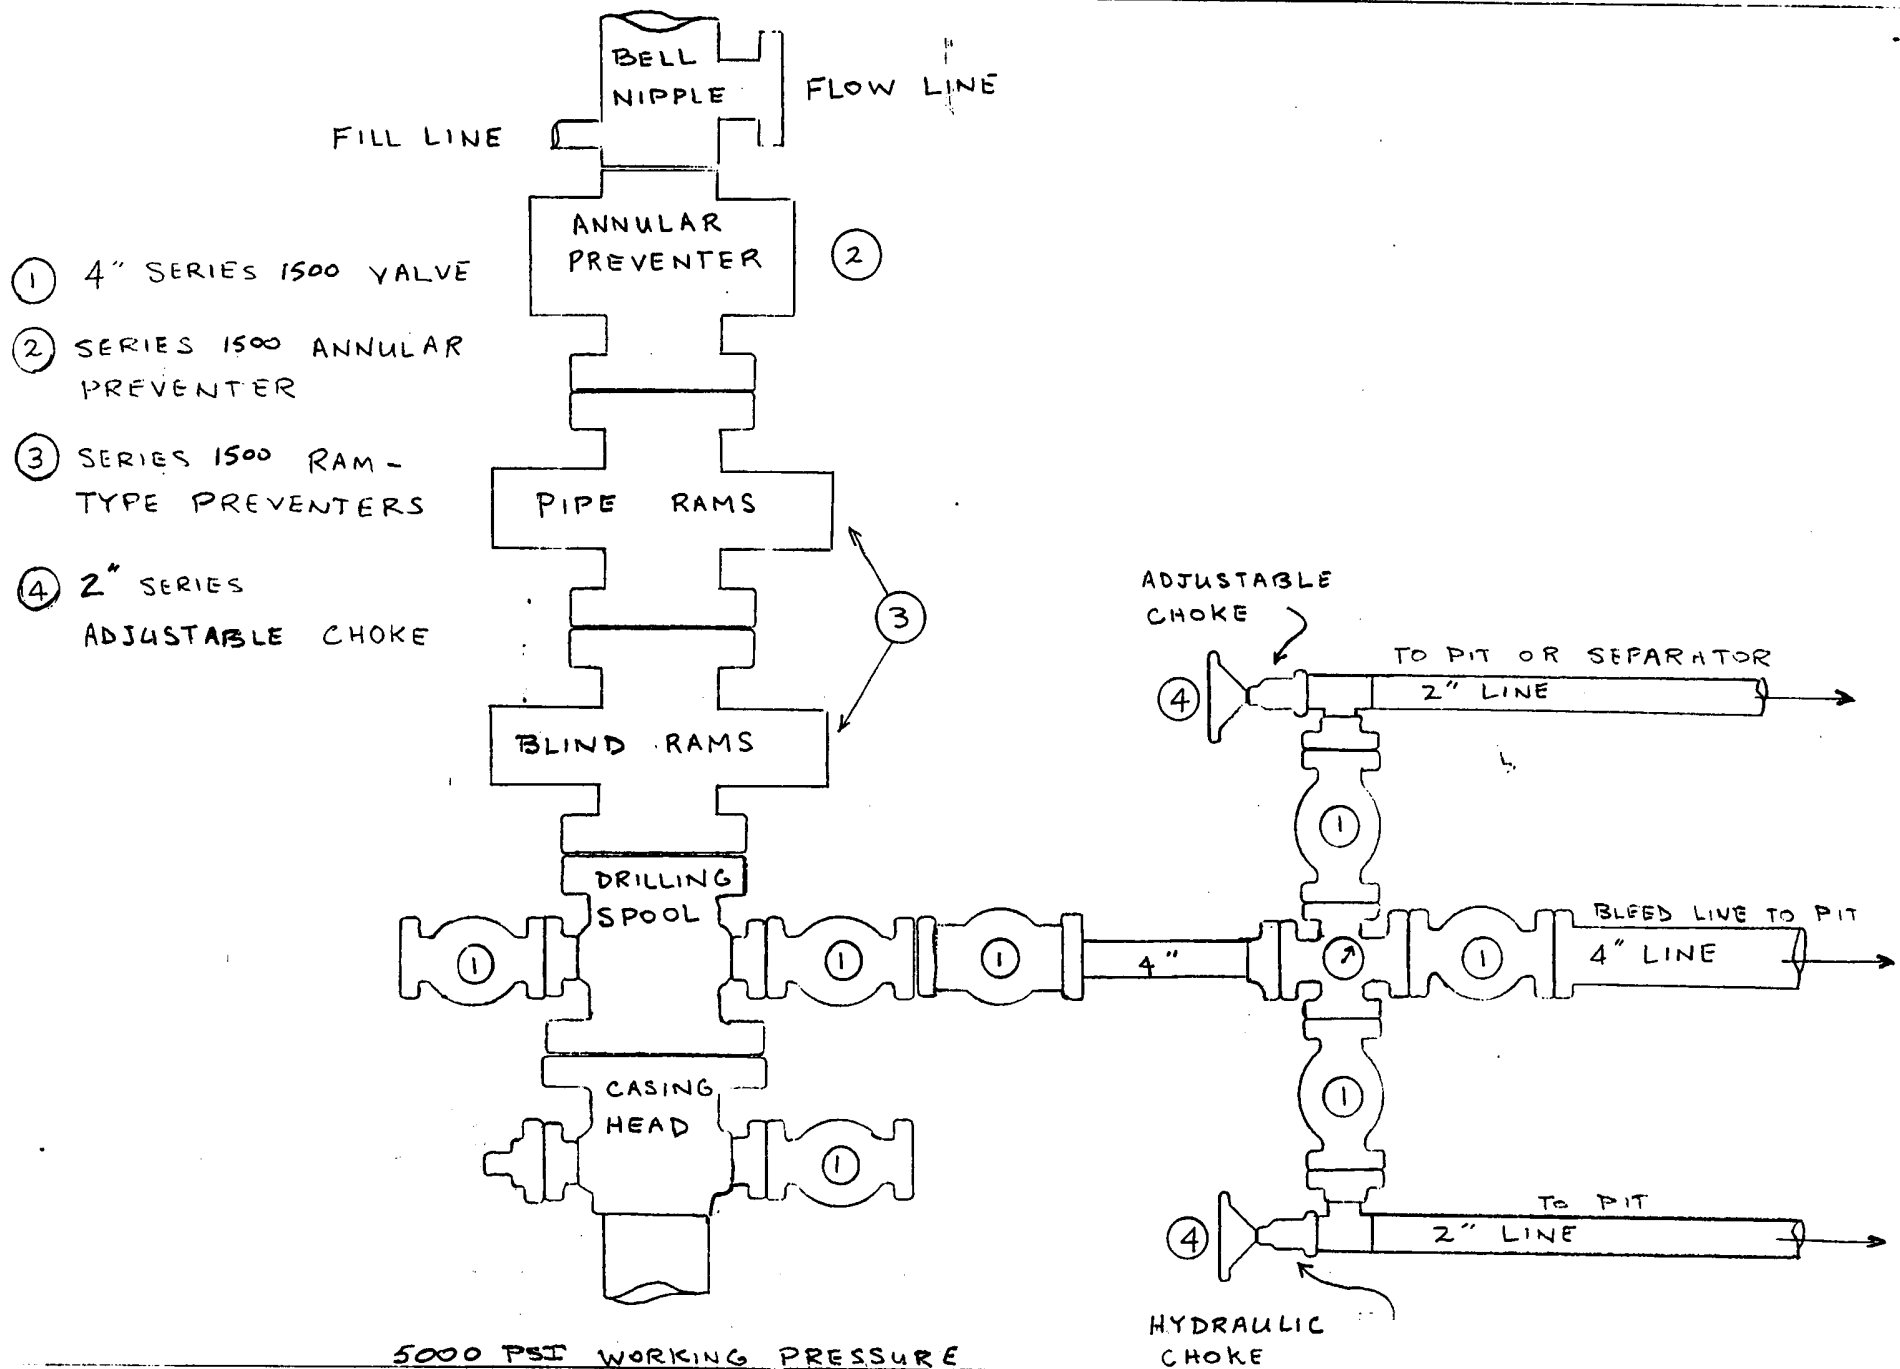 BELL
NIPPLE
FLOW LINE
FILL LINE
ANNULAR
PREVENTER
2
1 4" SERIES 1500 VALVE
2 SERIES 1500 ANNULAR
PREVENTER
3 SERIES 1500 RAM-
TYPE PREVENTERS
4 2" SERIES
ADJUSTABLE CHOKE
PIPE RAMS
3
BLIND RAMS
ADJUSTABLE
CHOKE
TO PIT OR SEPARATOR
4
2" LINE
1
DRILLING
SPOOL
1
1
1
4"
1
BLEED LINE TO PIT
4" LINE
1
CASING
HEAD
1
TO PIT
4
2" LINE
HYDRAULIC
CHOKE
5000 PSI WORKING PRESSURE